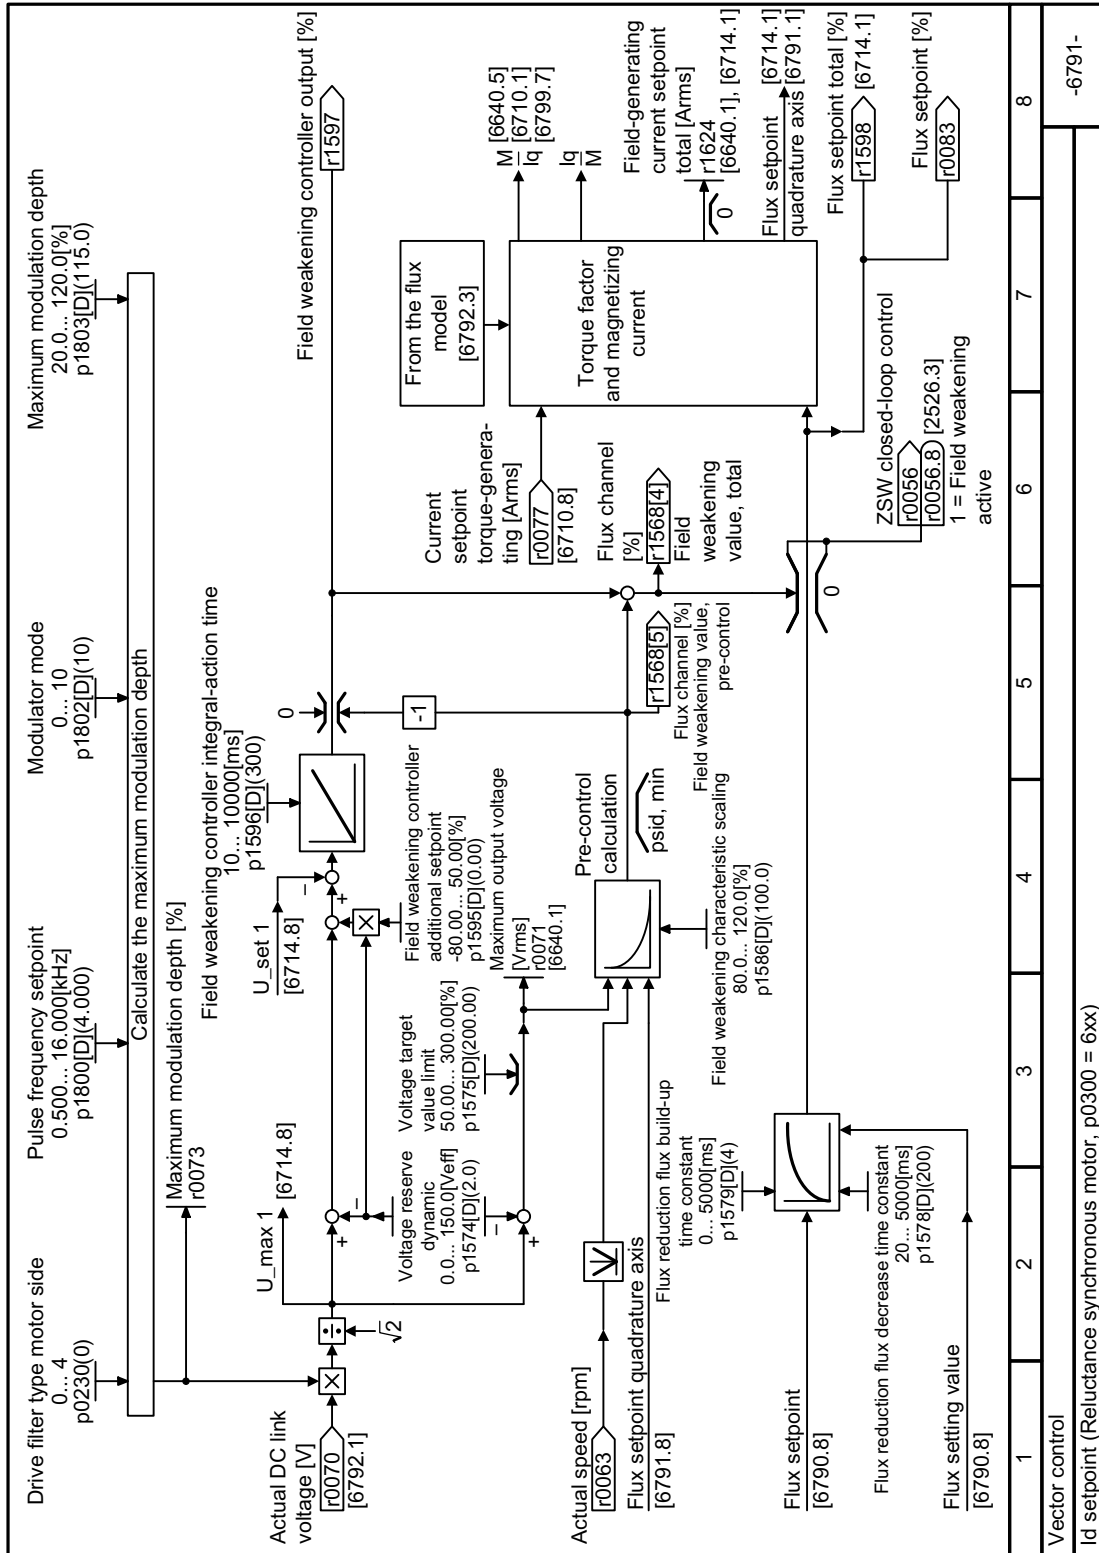 Drive filter type motor side
0... 4
p0230(0)
Pulse frequency setpoint
0.500... 16.000[kHz]
p1800[D](4.000)
Modulator mode
0... 10
p1802[D](10)
Maximum modulation depth
20.0... 120.0[%]
p1803[D](115.0)
Calculate the maximum modulation depth
Maximum modulation depth [%]
r0073
Field weakening controller integral-action time
10... 10000[ms]
p1596[D](300)
Field weakening controller output [%]
r1597
Actual DC link
voltage [V]
r0070
[6792.1]
×
÷
√2
U_max 1
[6714.8]
U_set 1
[6714.8]
+
–
–
+
0
-1
×
Voltage reserve
dynamic
0.0... 150.0[Veff]
p1574[D](2.0)
–
+
Voltage target
value limit
50.00... 300.00[%]
p1575[D](200.00)
Field weakening controller
additional setpoint
-80.00... 50.00[%]
p1595[D](0.00)
Maximum output voltage
[Vrms]
r0071
[6640.1]
From the flux
model
[6792.3]
M
Iq
[6640.5]
[6710.1]
[6799.7]
Iq
M
Torque factor
and magnetizing
current
Field-generating
current setpoint
total [Arms]
r1624
[6640.1], [6714.1]
0
Flux setpoint
quadrature axis
[6714.1]
[6791.1]
Current
setpoint
torque-genera-
ting [Arms]
r0077
[6710.8]
Flux channel
[%]
r1568[4]
Field
weakening
value, total
r1568[5]
Flux channel [%]
Field weakening value,
pre-control
Pre-control
calculation
psid, min
Field weakening characteristic scaling
80.0... 120.0[%]
p1586[D](100.0)
Actual speed [rpm]
r0063
Flux setpoint quadrature axis
[6791.8]
Flux reduction flux build-up
time constant
0... 5000[ms]
p1579[D](4)
Flux setpoint
[6790.8]
Flux reduction flux decrease time constant
20... 5000[ms]
p1578[D](200)
Flux setting value
[6790.8]
0
ZSW closed-loop control
r0056
r0056.8
[2526.3]
1 = Field weakening
active
Flux setpoint total [%]
r1598
[6714.1]
Flux setpoint [%]
r0083
1
2
3
4
5
6
7
8
Vector control
Id setpoint (Reluctance synchronous motor, p0300 = 6xx)
-6791-